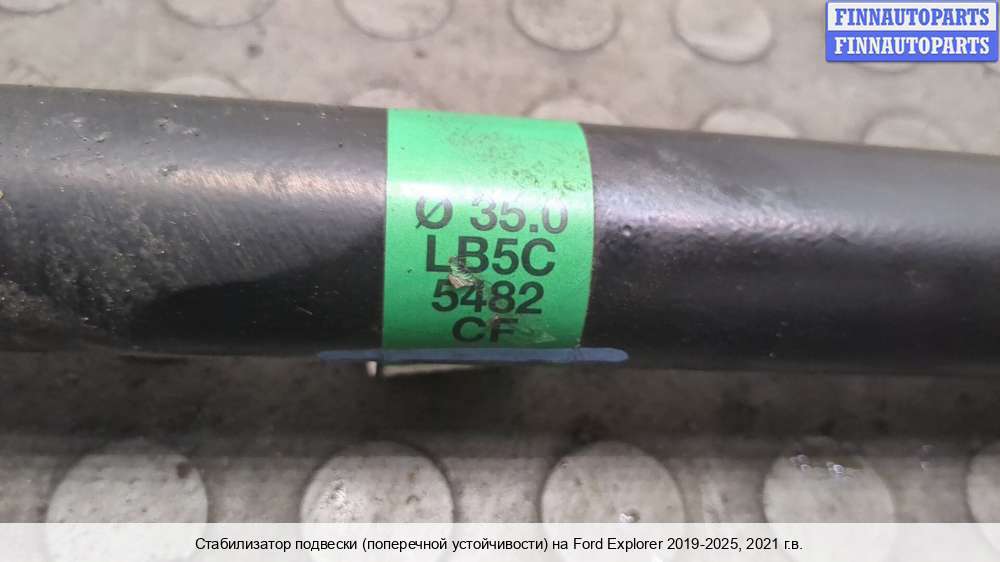 FINNAUTOPARTS
FINNAUTOPARTS
Ø 35.0
LB5C
5482
CF
Стабилизатор подвески (поперечной устойчивости) на Ford Explorer 2019-2025, 2021 г.в.